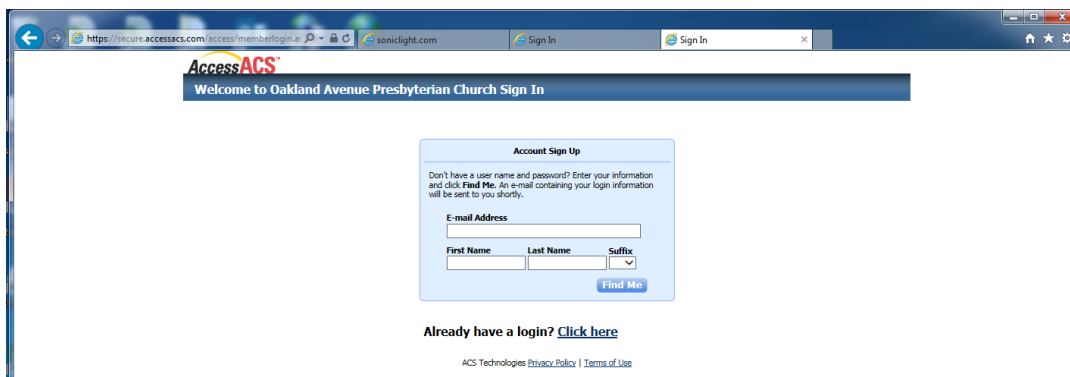 https://secure.accessacs.com/access/memberlogin.a
soniclight.com
Sign In
Sign In
AccessACS
Welcome to Oakland Avenue Presbyterian Church Sign In
Account Sign Up
Don't have a user name and password? Enter your information
and click Find Me. An e-mail containing your login information
will be sent to you shortly.
E-mail Address
First Name Last Name Suffix
Find Me
Already have a login? Click here
ACS Technologies Privacy Policy | Terms of Use